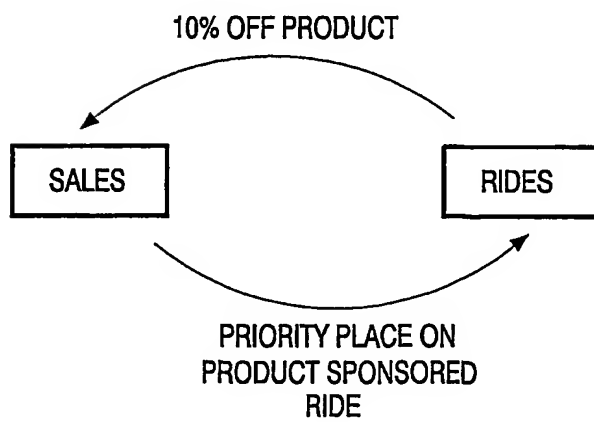 10% OFF PRODUCT
SALES
RIDES
PRIORITY PLACE ON
PRODUCT SPONSORED
RIDE